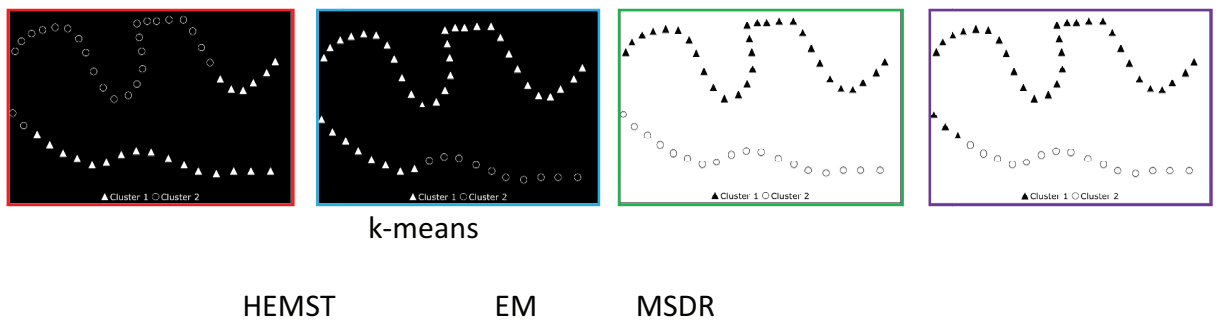 ▲ Cluster 1 ○ Cluster 2
▲ Cluster 1 ○ Cluster 2
▲ Cluster 1 ○ Cluster 2
▲ Cluster 1 ○ Cluster 2
k-means
HEMST EM MSDR